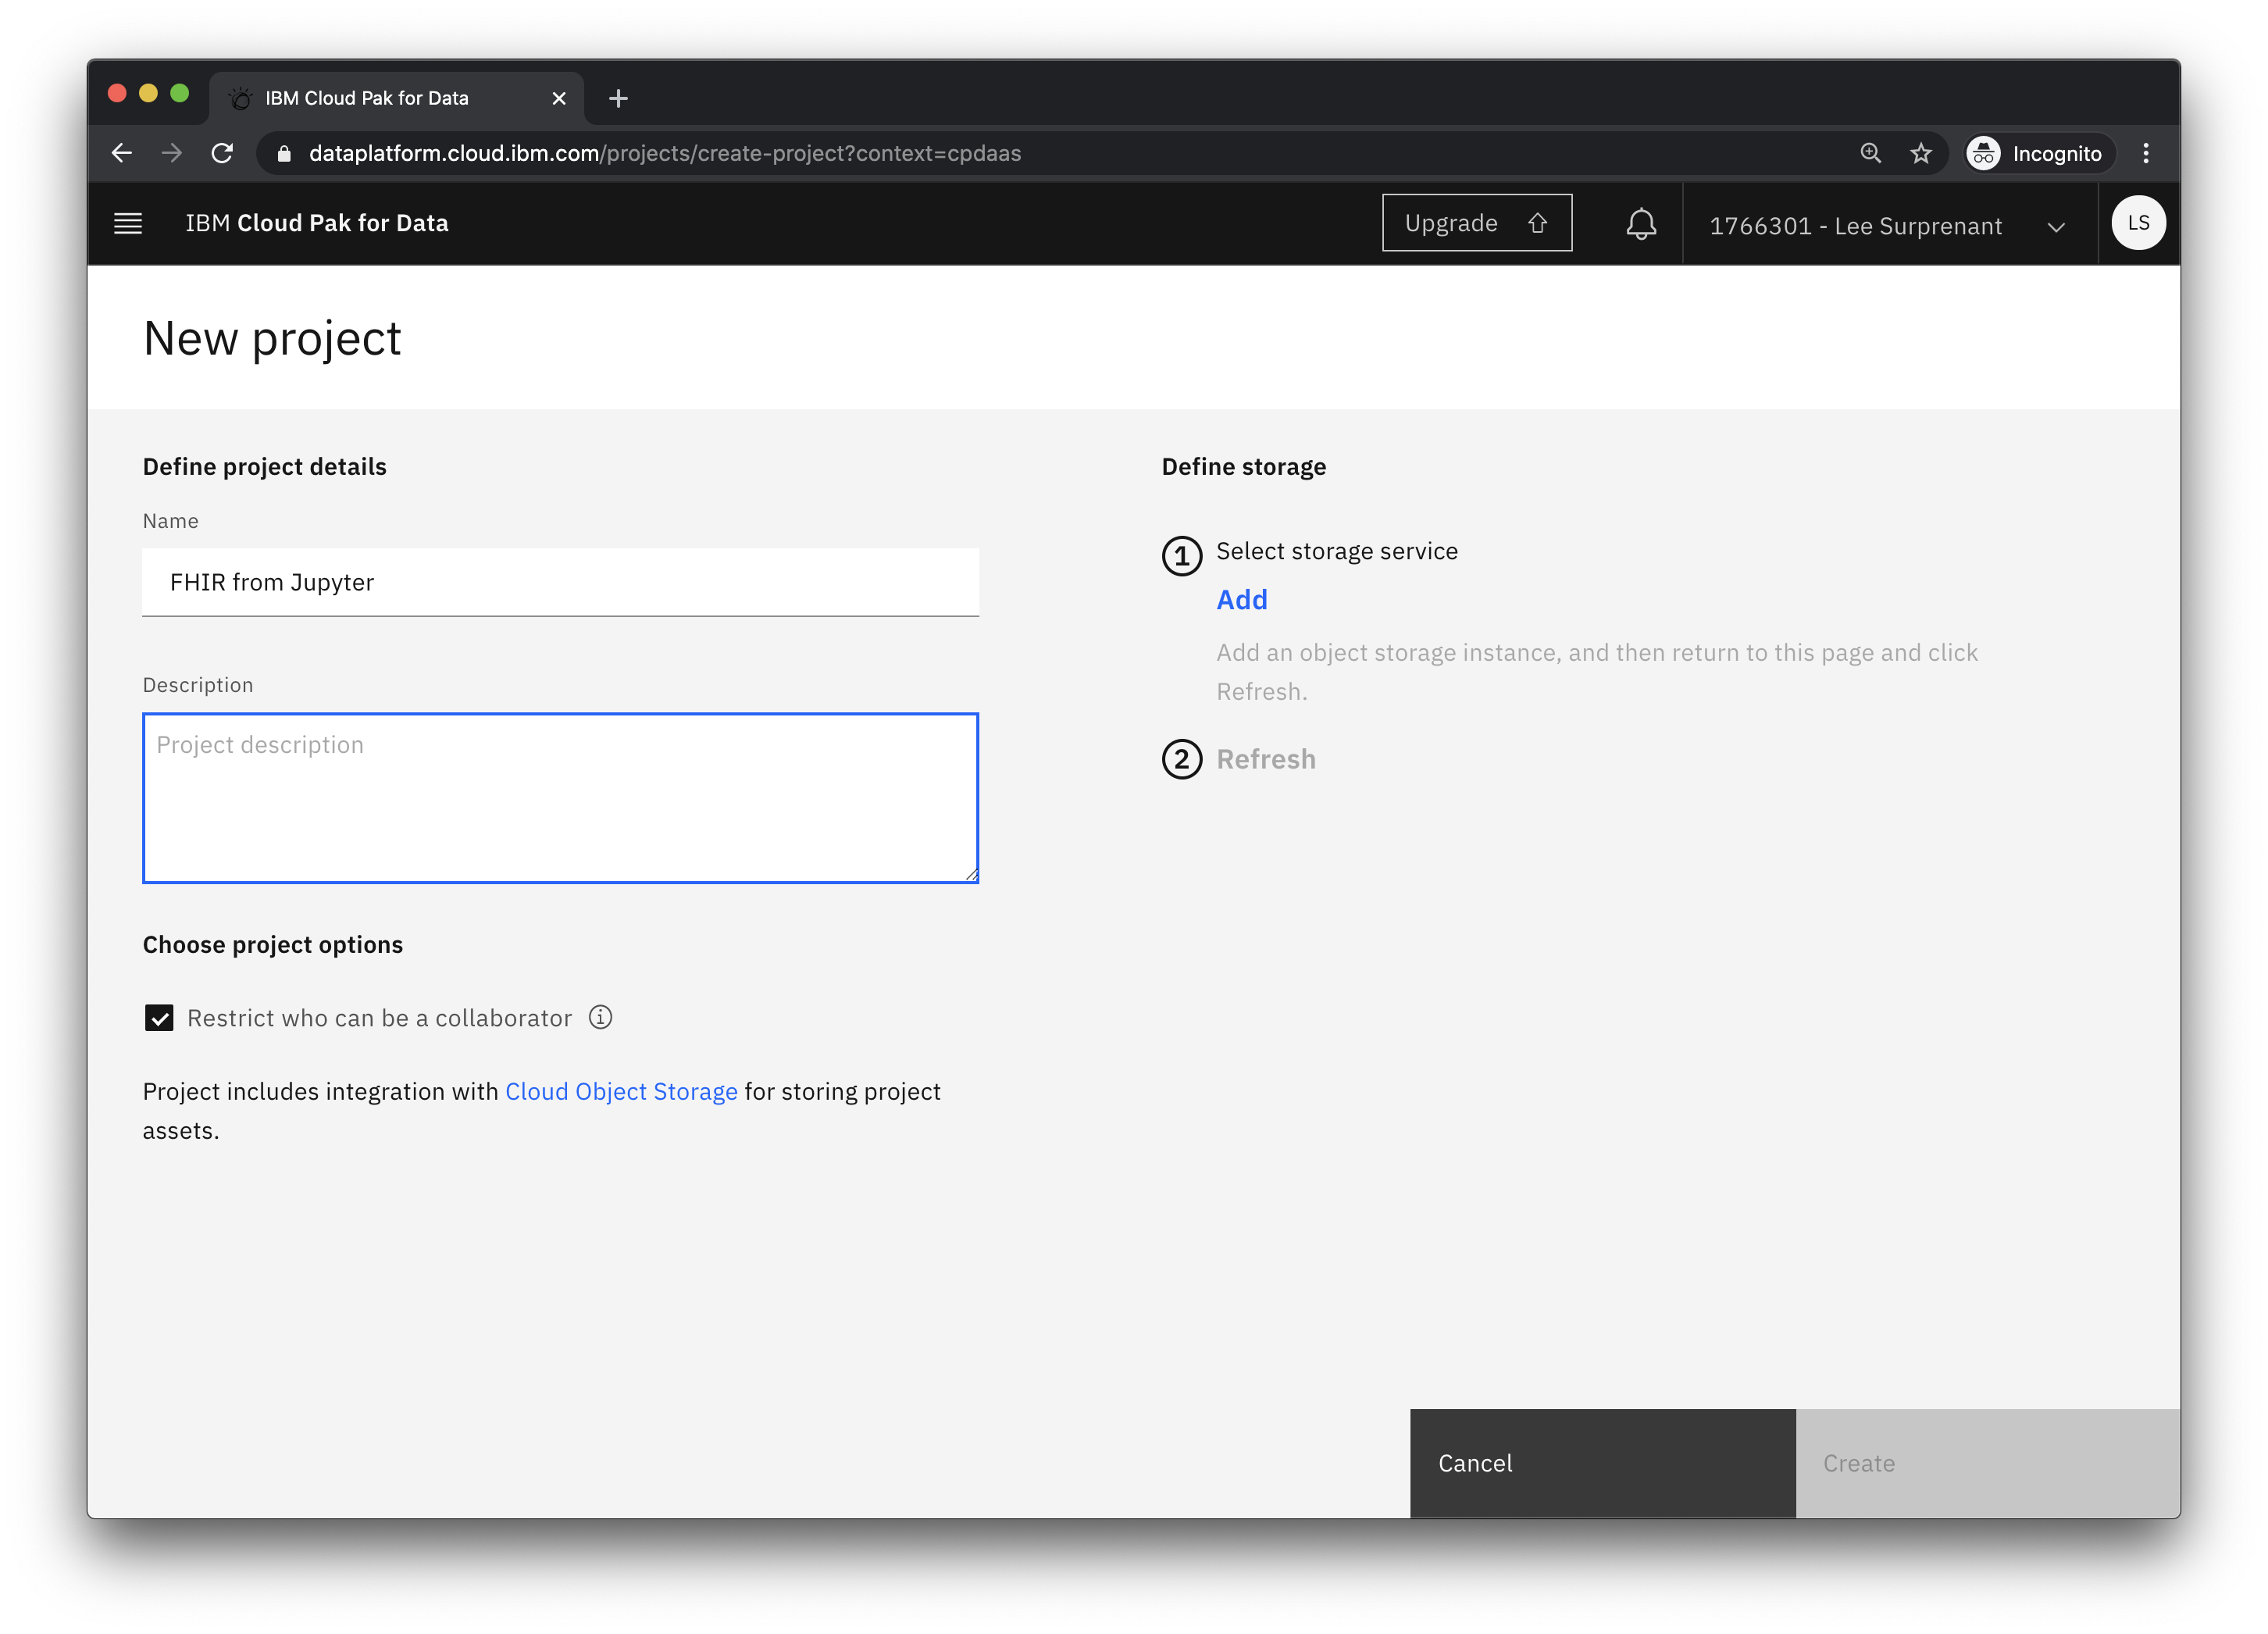 IBM Cloud Pak for Data
dataplatform.cloud.ibm.com/projects/create-project?context=cpdaas
Incognito
IBM Cloud Pak for Data
Upgrade
1766301 - Lee Surprenant
LS
New project
Define project details
Name
FHIR from Jupyter
Description
Project description
Choose project options
Restrict who can be a collaborator
Project includes integration with Cloud Object Storage for storing project
assets.
Define storage
1 Select storage service
Add
Add an object storage instance, and then return to this page and click
Refresh.
2 Refresh
Cancel
Create